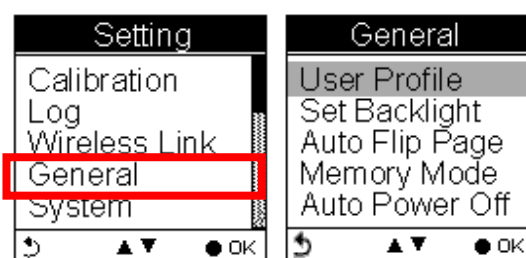 Setting
Calibration
Log
Wireless Link
General
System
OK
General
User Profile
Set Backlight
Auto Flip Page
Memory Mode
Auto Power Off
OK